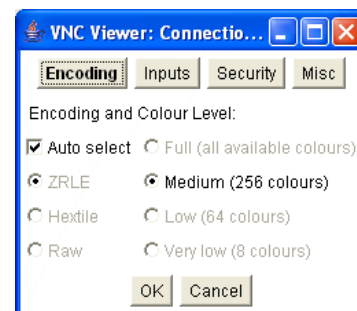 VNC Viewer: Connectio...
Encoding Inputs Security Misc
Encoding and Colour Level:
Auto select Full (all available colours)
ZRLE Medium (256 colours)
Hextile Low (64 colours)
Raw Very low (8 colours)
OK Cancel